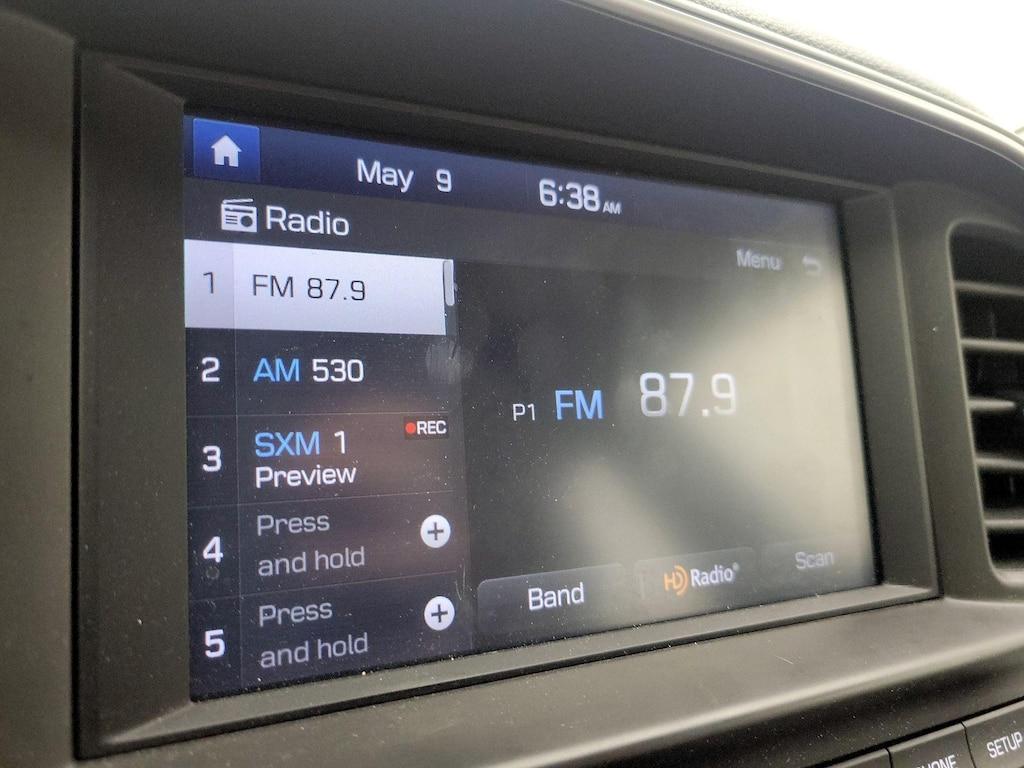 May 9
6:38 AM
Radio
Menu
1 FM 87.9
2 AM 530
3 SXM 1
REC
Preview
4 Press
and hold
5 Press
and hold
P1 FM 87.9
Band
HD Radio®
Scan
SETUP